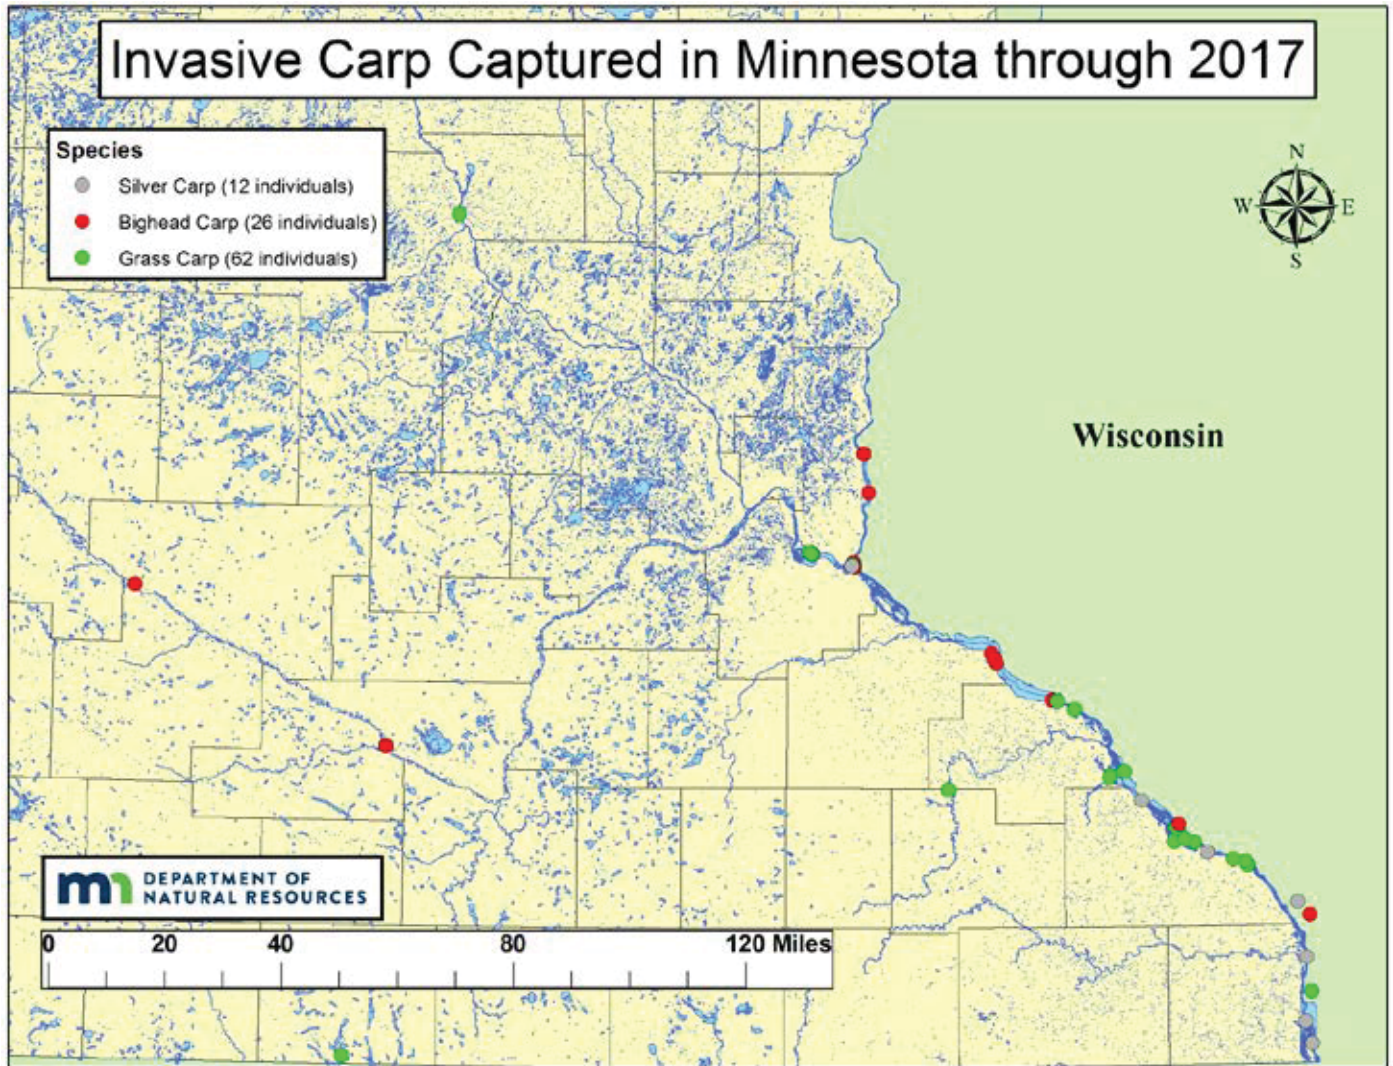 Invasive Carp Captured in Minnesota through 2017
Species
Silver Carp (12 individuals)
Bighead Carp (26 individuals)
Grass Carp (62 individuals)
N
W E
S
Wisconsin
mn DEPARTMENT OF
NATURAL RESOURCES
0 20 40 80 120 Miles